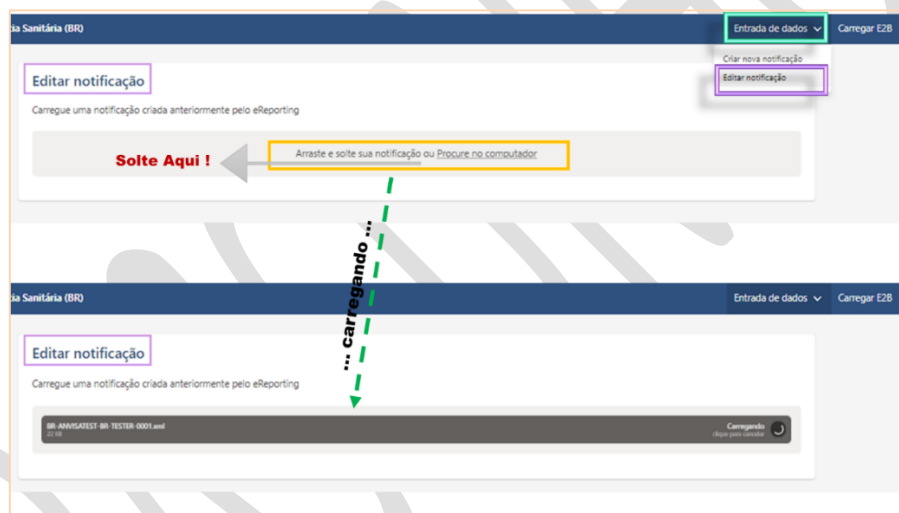 ia Sanitária (BR)
Entrada de dados
Carregar E2B
Criar nova notificação
Editar notificação
Editar notificação
Carregue uma notificação criada anteriormente pelo eReporting
Arraste e solte sua notificação ou Procure no computador
Solte Aqui !
... carregando ...
ia Sanitária (BR)
Entrada de dados
Carregar E2B
Editar notificação
Carregue uma notificação criada anteriormente pelo eReporting
BR-ANVISATEST-BR-TESTER-0001.xml
Carregando
clique para cancelar